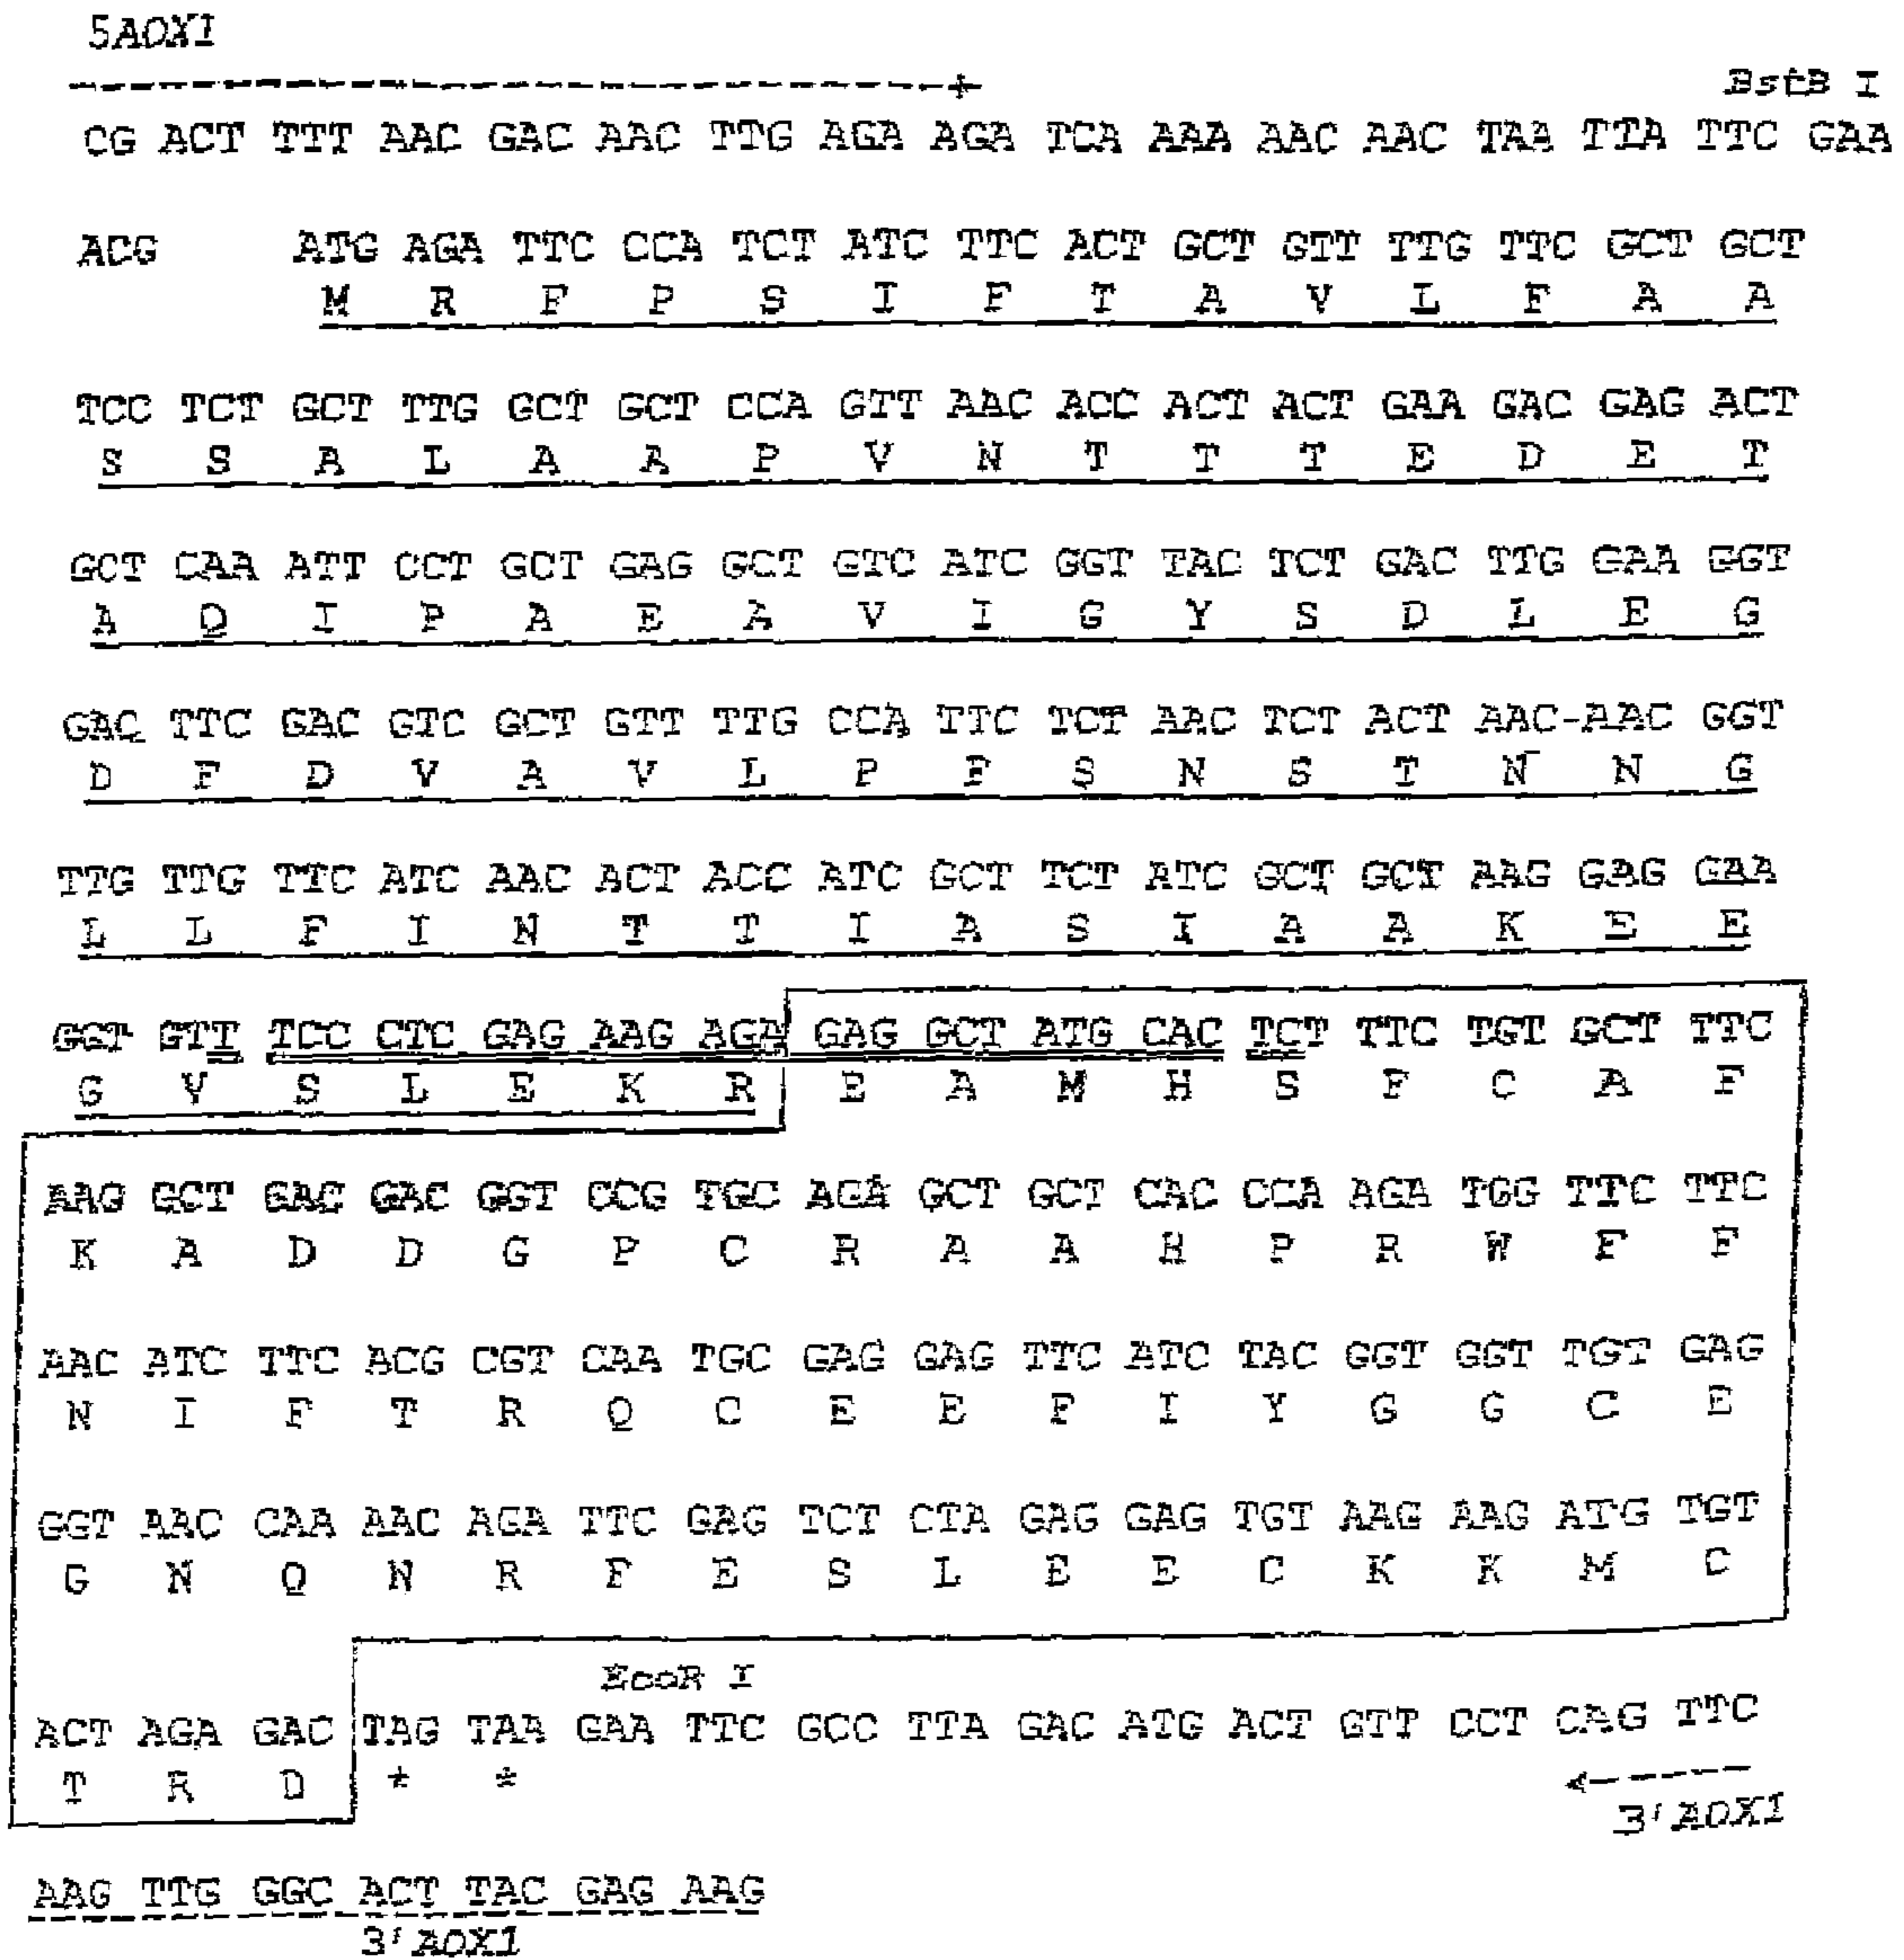 5AOX1
BstB I
CG ACT TTT AAC GAC AAC TTG AGA AGA TCA AAA AAC AAC TAA TTA TTC GAA
ACG ATG AGA TTC CCA TCT ATC TTC ACT GCT GTT TTG TTC GCT GCT
M R F P S I F T A V L F A A
TCC TCT GCT TTG GCT GCT CCA GTT AAC ACC ACT ACT GAA GAC GAG ACT
S S A L A A P V N T T T E D E T
GCT CAA ATT CCT GCT GAG GCT GTC ATC GGT TAC TCT GAC TTG GAA GGT
A Q I P A E A V I G Y S D L E G
GAC TTC GAC GTC GCT GTT TTG CCA TTC TCT AAC TCT ACT AAC-AAC GGT
D F D V A V L P F S N S T N N G
TTG TTG TTC ATC AAC ACT ACC ATC GCT TCT ATC GCT GCT AAG GAG GAA
L L F I N T T I A S I A A K E E
GGT GTT TCC CTC GAG AAG AGA GAG GCT ATG CAC TCT TTC TGT GCT TTC
G V S L E K R E A M H S F C A F
AAG GCT GAC GAC GGT CCG TGC AGA GCT GCT CAC CCA AGA TGG TTC TTC
K A D D G P C R A A H P R W F F
AAC ATC TTC ACG CGT CAA TGC GAG GAG TTC ATC TAC GGT GGT TGT GAG
N I F T R Q C E E F I Y G G C E
GGT AAC CAA AAC AGA TTC GAG TCT CTA GAG GAG TGT AAG AAG ATG TGT
G N Q N R F E S L E E C K K M C
EcoR I
ACT AGA GAC TAG TAA GAA TTC GCC TTA GAC ATG ACT GTT CCT CAG TTC
T R D * *
3'AOX1
AAG TTG GGC ACT TAC GAG AAG
3'AOX1